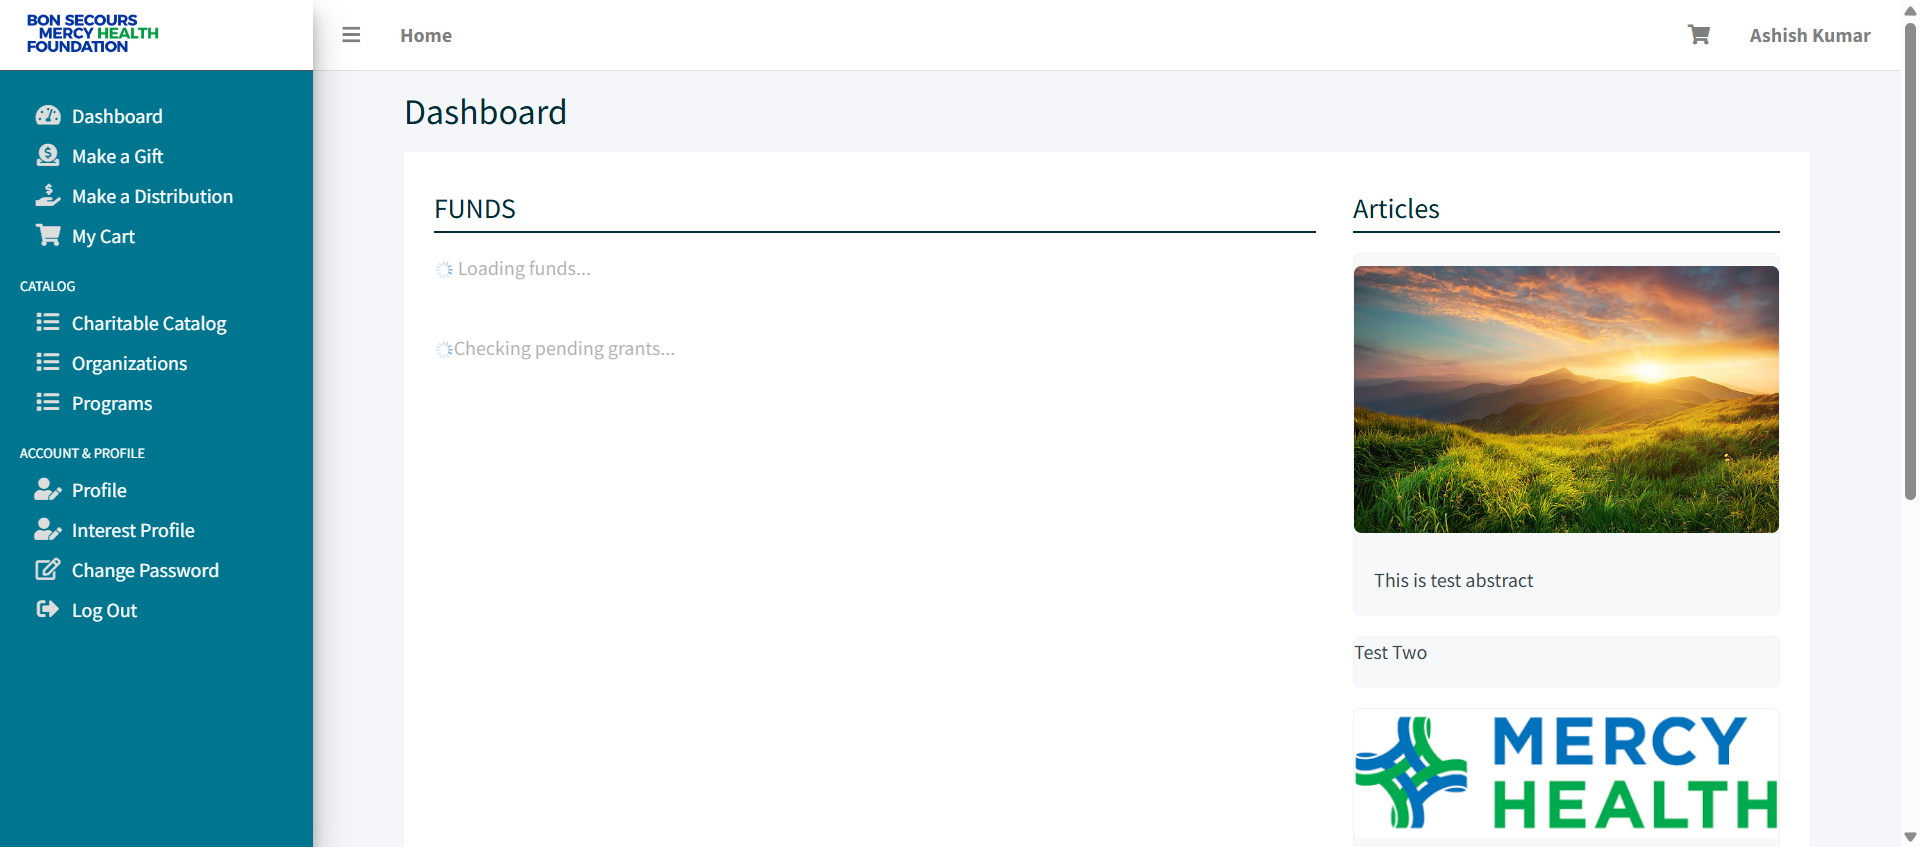 BON SECOURS
MERCY HEALTH
FOUNDATION
Home
Ashish Kumar
Dashboard
Make a Gift
Make a Distribution
My Cart
CATALOG
Charitable Catalog
Organizations
Programs
ACCOUNT & PROFILE
Profile
Interest Profile
Change Password
Log Out
Dashboard
FUNDS
Loading funds...
Checking pending grants...
Articles
This is test abstract
Test Two
MERCY
HEALTH